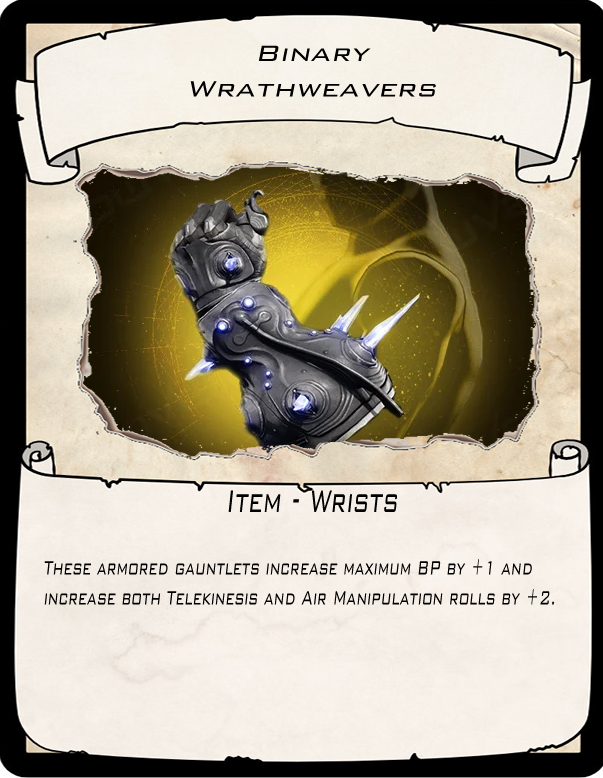 Binary
Wrathweavers
Item - Wrists
These armored gauntlets increase maximum BP by +1 and
increase both Telekinesis and Air Manipulation rolls by +2.